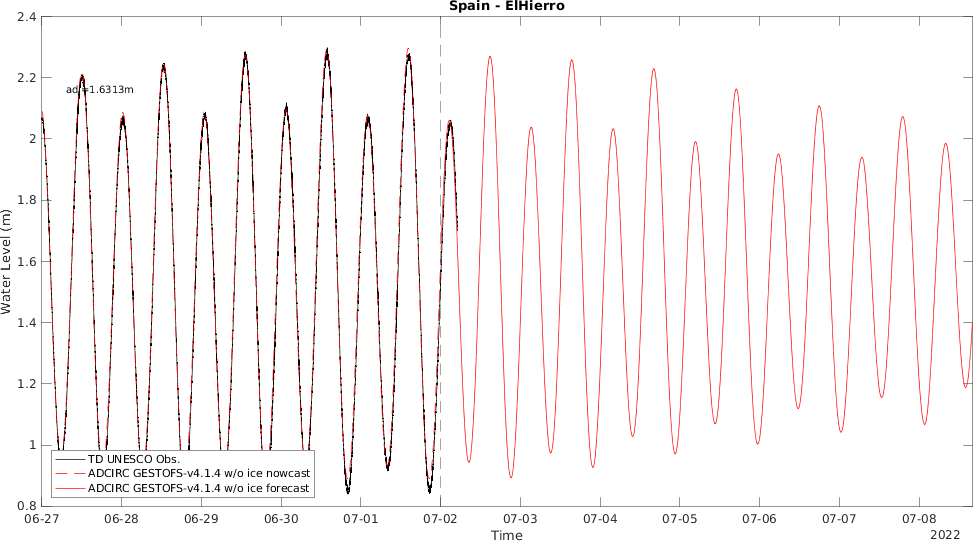 Spain - ElHierro
2.4
2.2
2
1.8
1.6
1.4
1.2
1
0.8
Water Level (m)
adj=1.6313m
TD UNESCO Obs.
ADCIRC GESTOFS-v4.1.4 w/o ice nowcast
ADCIRC GESTOFS-v4.1.4 w/o ice forecast
06-27 06-28 06-29 06-30 07-01 07-02 07-03 07-04 07-05 07-06 07-07 07-08
Time
2022